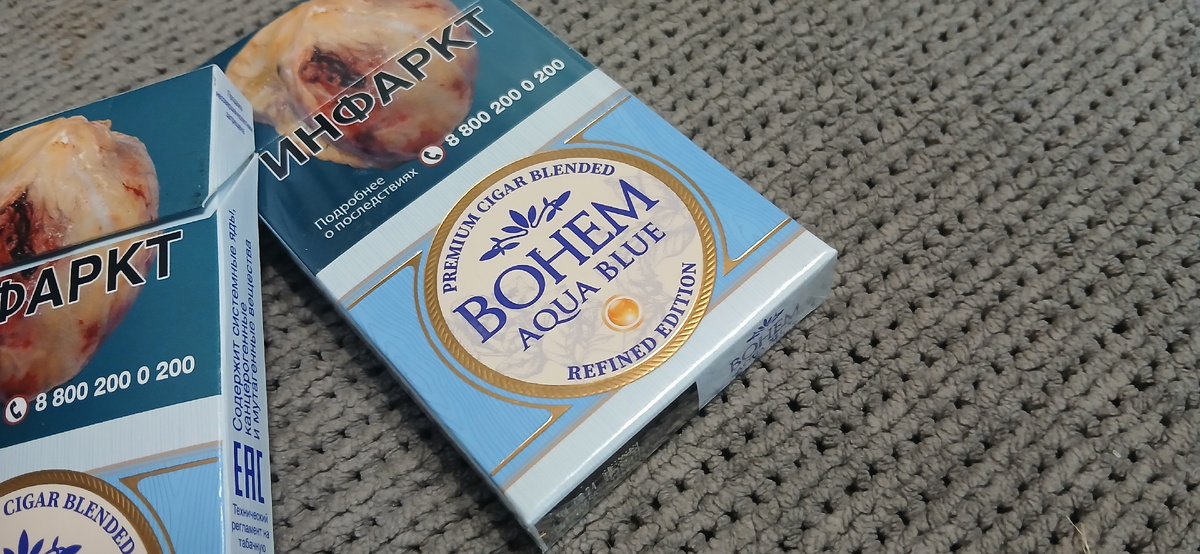 ИНФАРКТ
Подробнее
о последствиях
8 800 200 0 200
PREMIUM CIGAR BLENDED
BOHEM
AQUA BLUE
REFINED EDITION
BOHEM
ФАРКТ
8 800 200 0 200
CIGAR BLENDED
Содержит системные яды,
канцерогенные
и мутагенные вещества
EAC
Технический
регламент на
табачную